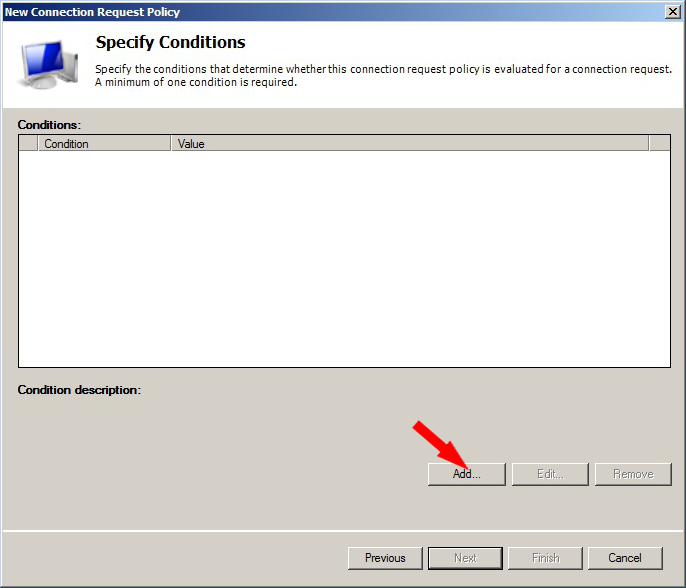 New Connection Request Policy
Specify Conditions
Specify the conditions that determine whether this connection request policy is evaluated for a connection request.
A minimum of one condition is required.
Conditions:
Condition Value
Condition description:
Add... Edit... Remove
Previous Next Finish Cancel